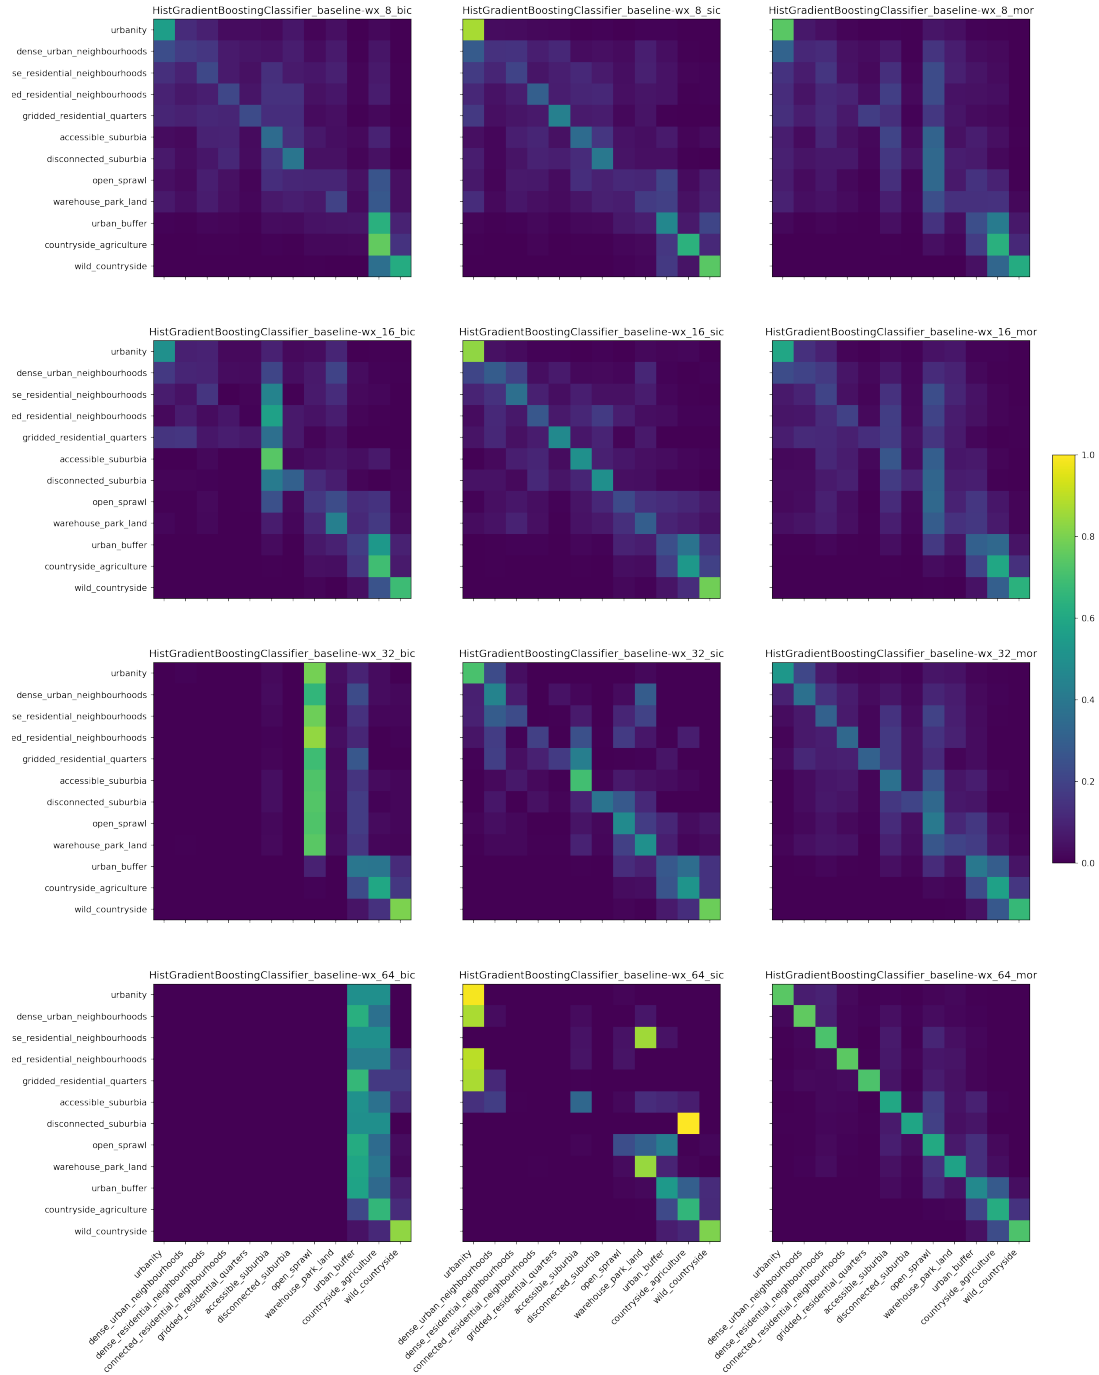 HistGradientBoostingClassifier_baseline-wx_8_bic
HistGradientBoostingClassifier_baseline-wx_8_sic
HistGradientBoostingClassifier_baseline-wx_8_mor
urbanity
dense_urban_neighbourhoods
se_residential_neighbourhoods
ed_residential_neighbourhoods
gridded_residential_quarters
accessible_suburbia
disconnected_suburbia
open_sprawl
warehouse_park_land
urban_buffer
countryside_agriculture
wild_countryside
HistGradientBoostingClassifier_baseline-wx_16_bic
HistGradientBoostingClassifier_baseline-wx_16_sic
HistGradientBoostingClassifier_baseline-wx_16_mor
urbanity
dense_urban_neighbourhoods
se_residential_neighbourhoods
ed_residential_neighbourhoods
gridded_residential_quarters
accessible_suburbia
disconnected_suburbia
open_sprawl
warehouse_park_land
urban_buffer
countryside_agriculture
wild_countryside
1.0
0.8
0.6
0.4
0.2
0.0
HistGradientBoostingClassifier_baseline-wx_32_bic
HistGradientBoostingClassifier_baseline-wx_32_sic
HistGradientBoostingClassifier_baseline-wx_32_mor
urbanity
dense_urban_neighbourhoods
se_residential_neighbourhoods
ed_residential_neighbourhoods
gridded_residential_quarters
accessible_suburbia
disconnected_suburbia
open_sprawl
warehouse_park_land
urban_buffer
countryside_agriculture
wild_countryside
HistGradientBoostingClassifier_baseline-wx_64_bic
HistGradientBoostingClassifier_baseline-wx_64_sic
HistGradientBoostingClassifier_baseline-wx_64_mor
urbanity
dense_urban_neighbourhoods
se_residential_neighbourhoods
ed_residential_neighbourhoods
gridded_residential_quarters
accessible_suburbia
disconnected_suburbia
open_sprawl
warehouse_park_land
urban_buffer
countryside_agriculture
wild_countryside
urbanity
dense_urban_neighbourhoods
dense_residential_neighbourhoods
connected_residential_neighbourhoods
gridded_residential_quarters
accessible_suburbia
disconnected_suburbia
open_sprawl
warehouse_park_land
urban_buffer
countryside_agriculture
wild_countryside
urbanity
dense_urban_neighbourhoods
dense_residential_neighbourhoods
connected_residential_neighbourhoods
gridded_residential_quarters
accessible_suburbia
disconnected_suburbia
open_sprawl
warehouse_park_land
urban_buffer
countryside_agriculture
wild_countryside
urbanity
dense_urban_neighbourhoods
dense_residential_neighbourhoods
connected_residential_neighbourhoods
gridded_residential_quarters
accessible_suburbia
disconnected_suburbia
open_sprawl
warehouse_park_land
urban_buffer
countryside_agriculture
wild_countryside